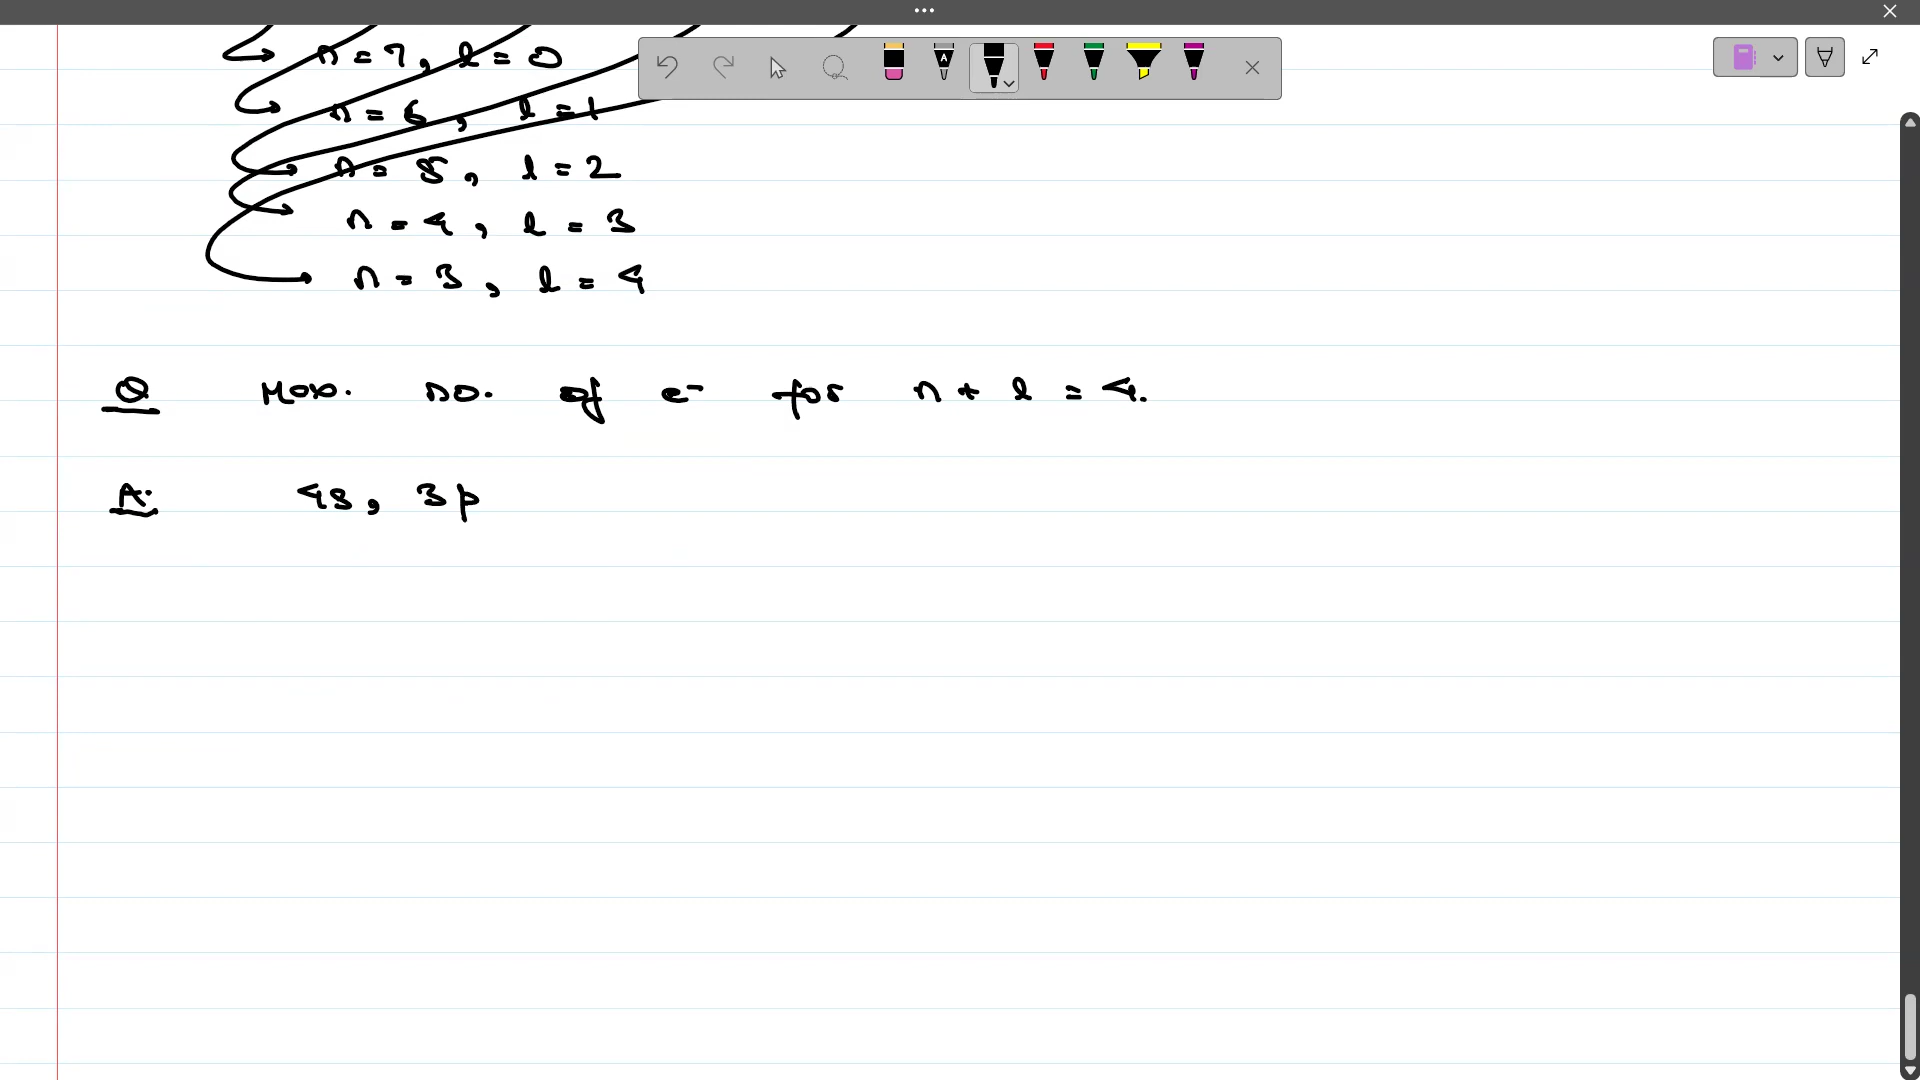 n = 7, l = 0
n = 6, l = 1
n = 5, l = 2
n = 4, l = 3
n = 3, l = 4
Q Max. no. of e⁻ for n + l = 4.
A: 4s, 3p